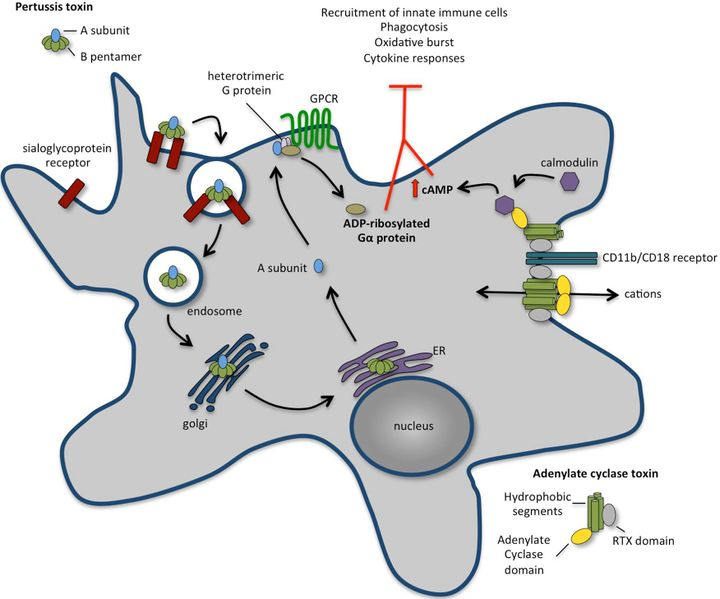 Pertussis toxin
A subunit
B pentamer
Recruitment of innate immune cells
Phagocytosis
Oxidative burst
Cytokine responses
heterotrimeric
G protein
GPCR
sialoglycoprotein
receptor
calmodulin
cAMP
ADP-ribosylated
Gα protein
CD11b/CD18 receptor
A subunit
cations
endosome
ER
golgi
nucleus
Adenylate cyclase toxin
Hydrophobic
segments
RTX domain
Adenylate
Cyclase
domain